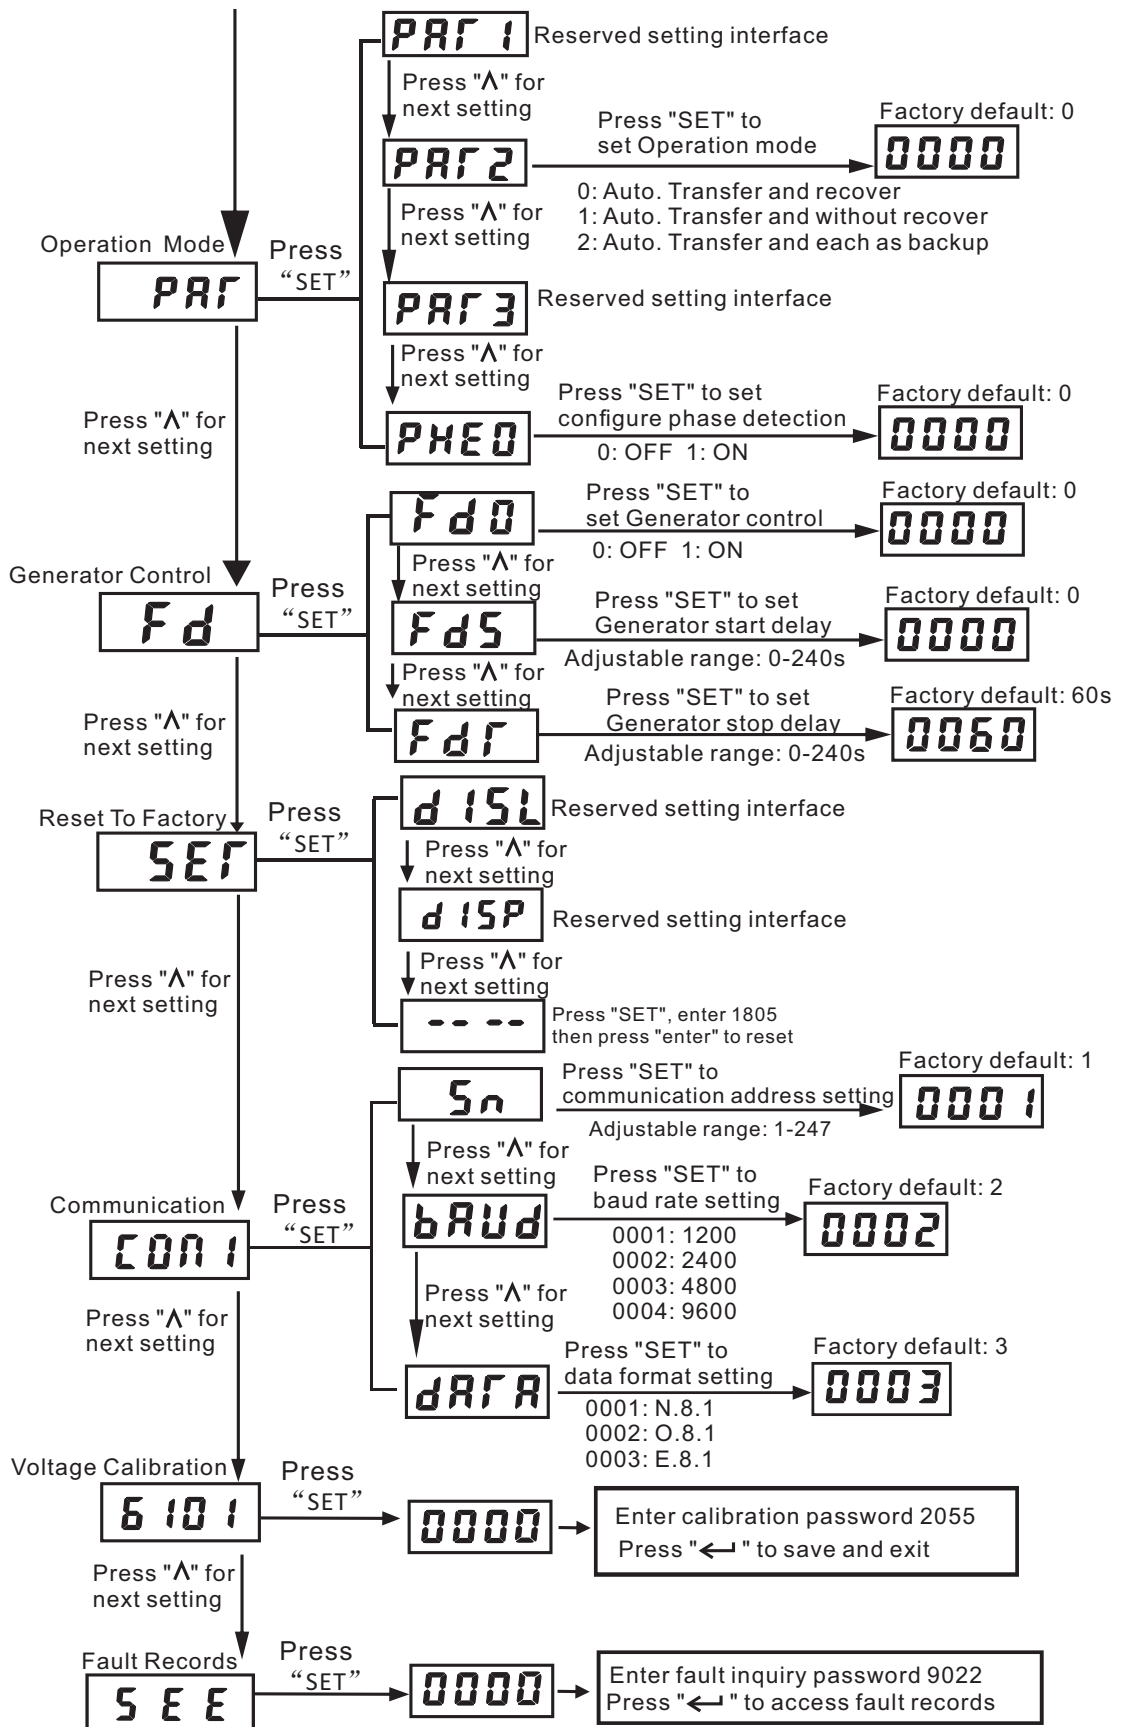 PAT 1
Reserved setting interface
Press "Λ" for
next setting
Press "SET" to
set Operation mode
Factory default: 0
PAT2
0000
0: Auto. Transfer and recover
1: Auto. Transfer and without recover
2: Auto. Transfer and each as backup
Press "Λ" for
next setting
Operation Mode
Press
“SET”
PAT
PAT3
Reserved setting interface
Press "Λ" for
next setting
Press "SET" to set
configure phase detection
Factory default: 0
PHE0
0000
0: OFF 1: ON
Press "Λ" for
next setting
Fd0
Press "SET" to
set Generator control
Factory default: 0
0000
0: OFF 1: ON
Press "Λ" for
next setting
Generator Control
Press
“SET”
Fd
FdS
Press "SET" to set
Generator start delay
Factory default: 0
0000
Adjustable range: 0-240s
Press "Λ" for
next setting
Press "SET" to set
Generator stop delay
Factory default: 60s
FdT
0060
Adjustable range: 0-240s
Press "Λ" for
next setting
dISL
Reserved setting interface
Reset To Factory
Press
“SET”
SET
Press "Λ" for
next setting
dISP
Reserved setting interface
Press "Λ" for
next setting
-- --
Press "SET", enter 1805
then press "enter" to reset
Press "Λ" for
next setting
Sn
Press "SET" to
communication address setting
Factory default: 1
0001
Adjustable range: 1-247
Press "Λ" for
next setting
Communication
Press
“SET”
COM1
bAUd
Press "SET" to
baud rate setting
Factory default: 2
0002
0001: 1200
0002: 2400
0003: 4800
0004: 9600
Press "Λ" for
next setting
Press "Λ" for
next setting
dATA
Press "SET" to
data format setting
Factory default: 3
0003
0001: N.8.1
0002: O.8.1
0003: E.8.1
Voltage Calibration
Press
“SET”
6101
0000
Enter calibration password 2055
Press "↵" to save and exit
Press "Λ" for
next setting
Fault Records
Press
“SET”
SEE
0000
Enter fault inquiry password 9022
Press "↵" to access fault records